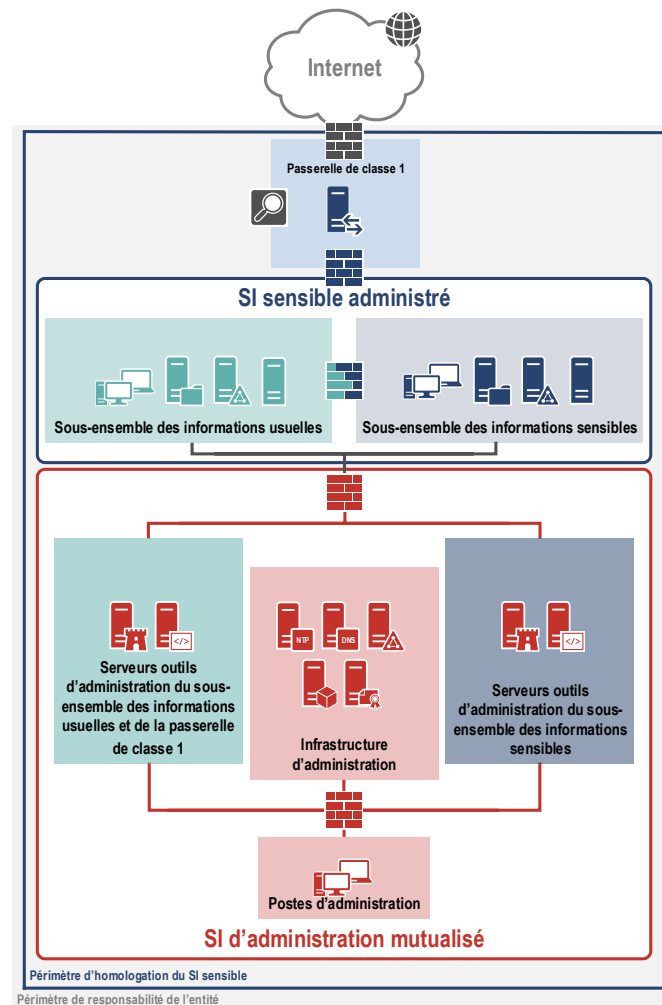 Internet
Passerelle de classe 1
SI sensible administré
Sous-ensemble des informations usuelles
Sous-ensemble des informations sensibles
</>
Serveurs outils
d'administration du sous-
ensemble des informations
usuelles et de la passerelle
de classe 1
NTP
DNS
Infrastructure
d'administration
</>
Serveurs outils
d'administration du sous-
ensemble des informations
sensibles
Postes d'administration
SI d'administration mutualisé
Périmètre d'homologation du SI sensible
Périmètre de responsabilité de l'entité